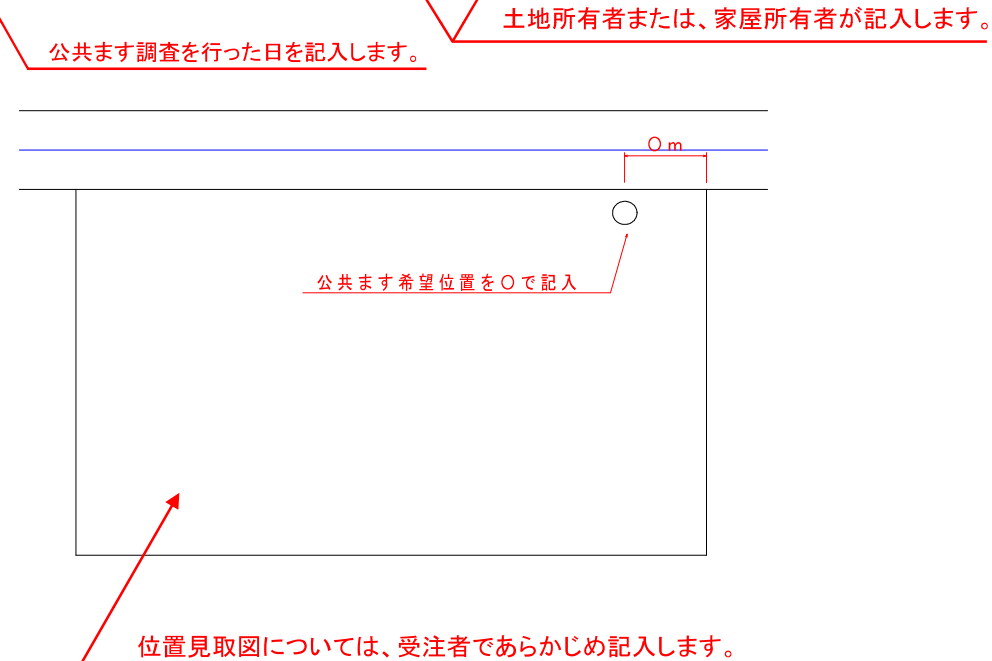 土地所有者または、家屋所有者が記入します。
公共ます調査を行った日を記入します。
〇ｍ
公共ます希望位置を〇で記入
位置見取図については、受注者であらかじめ記入します。